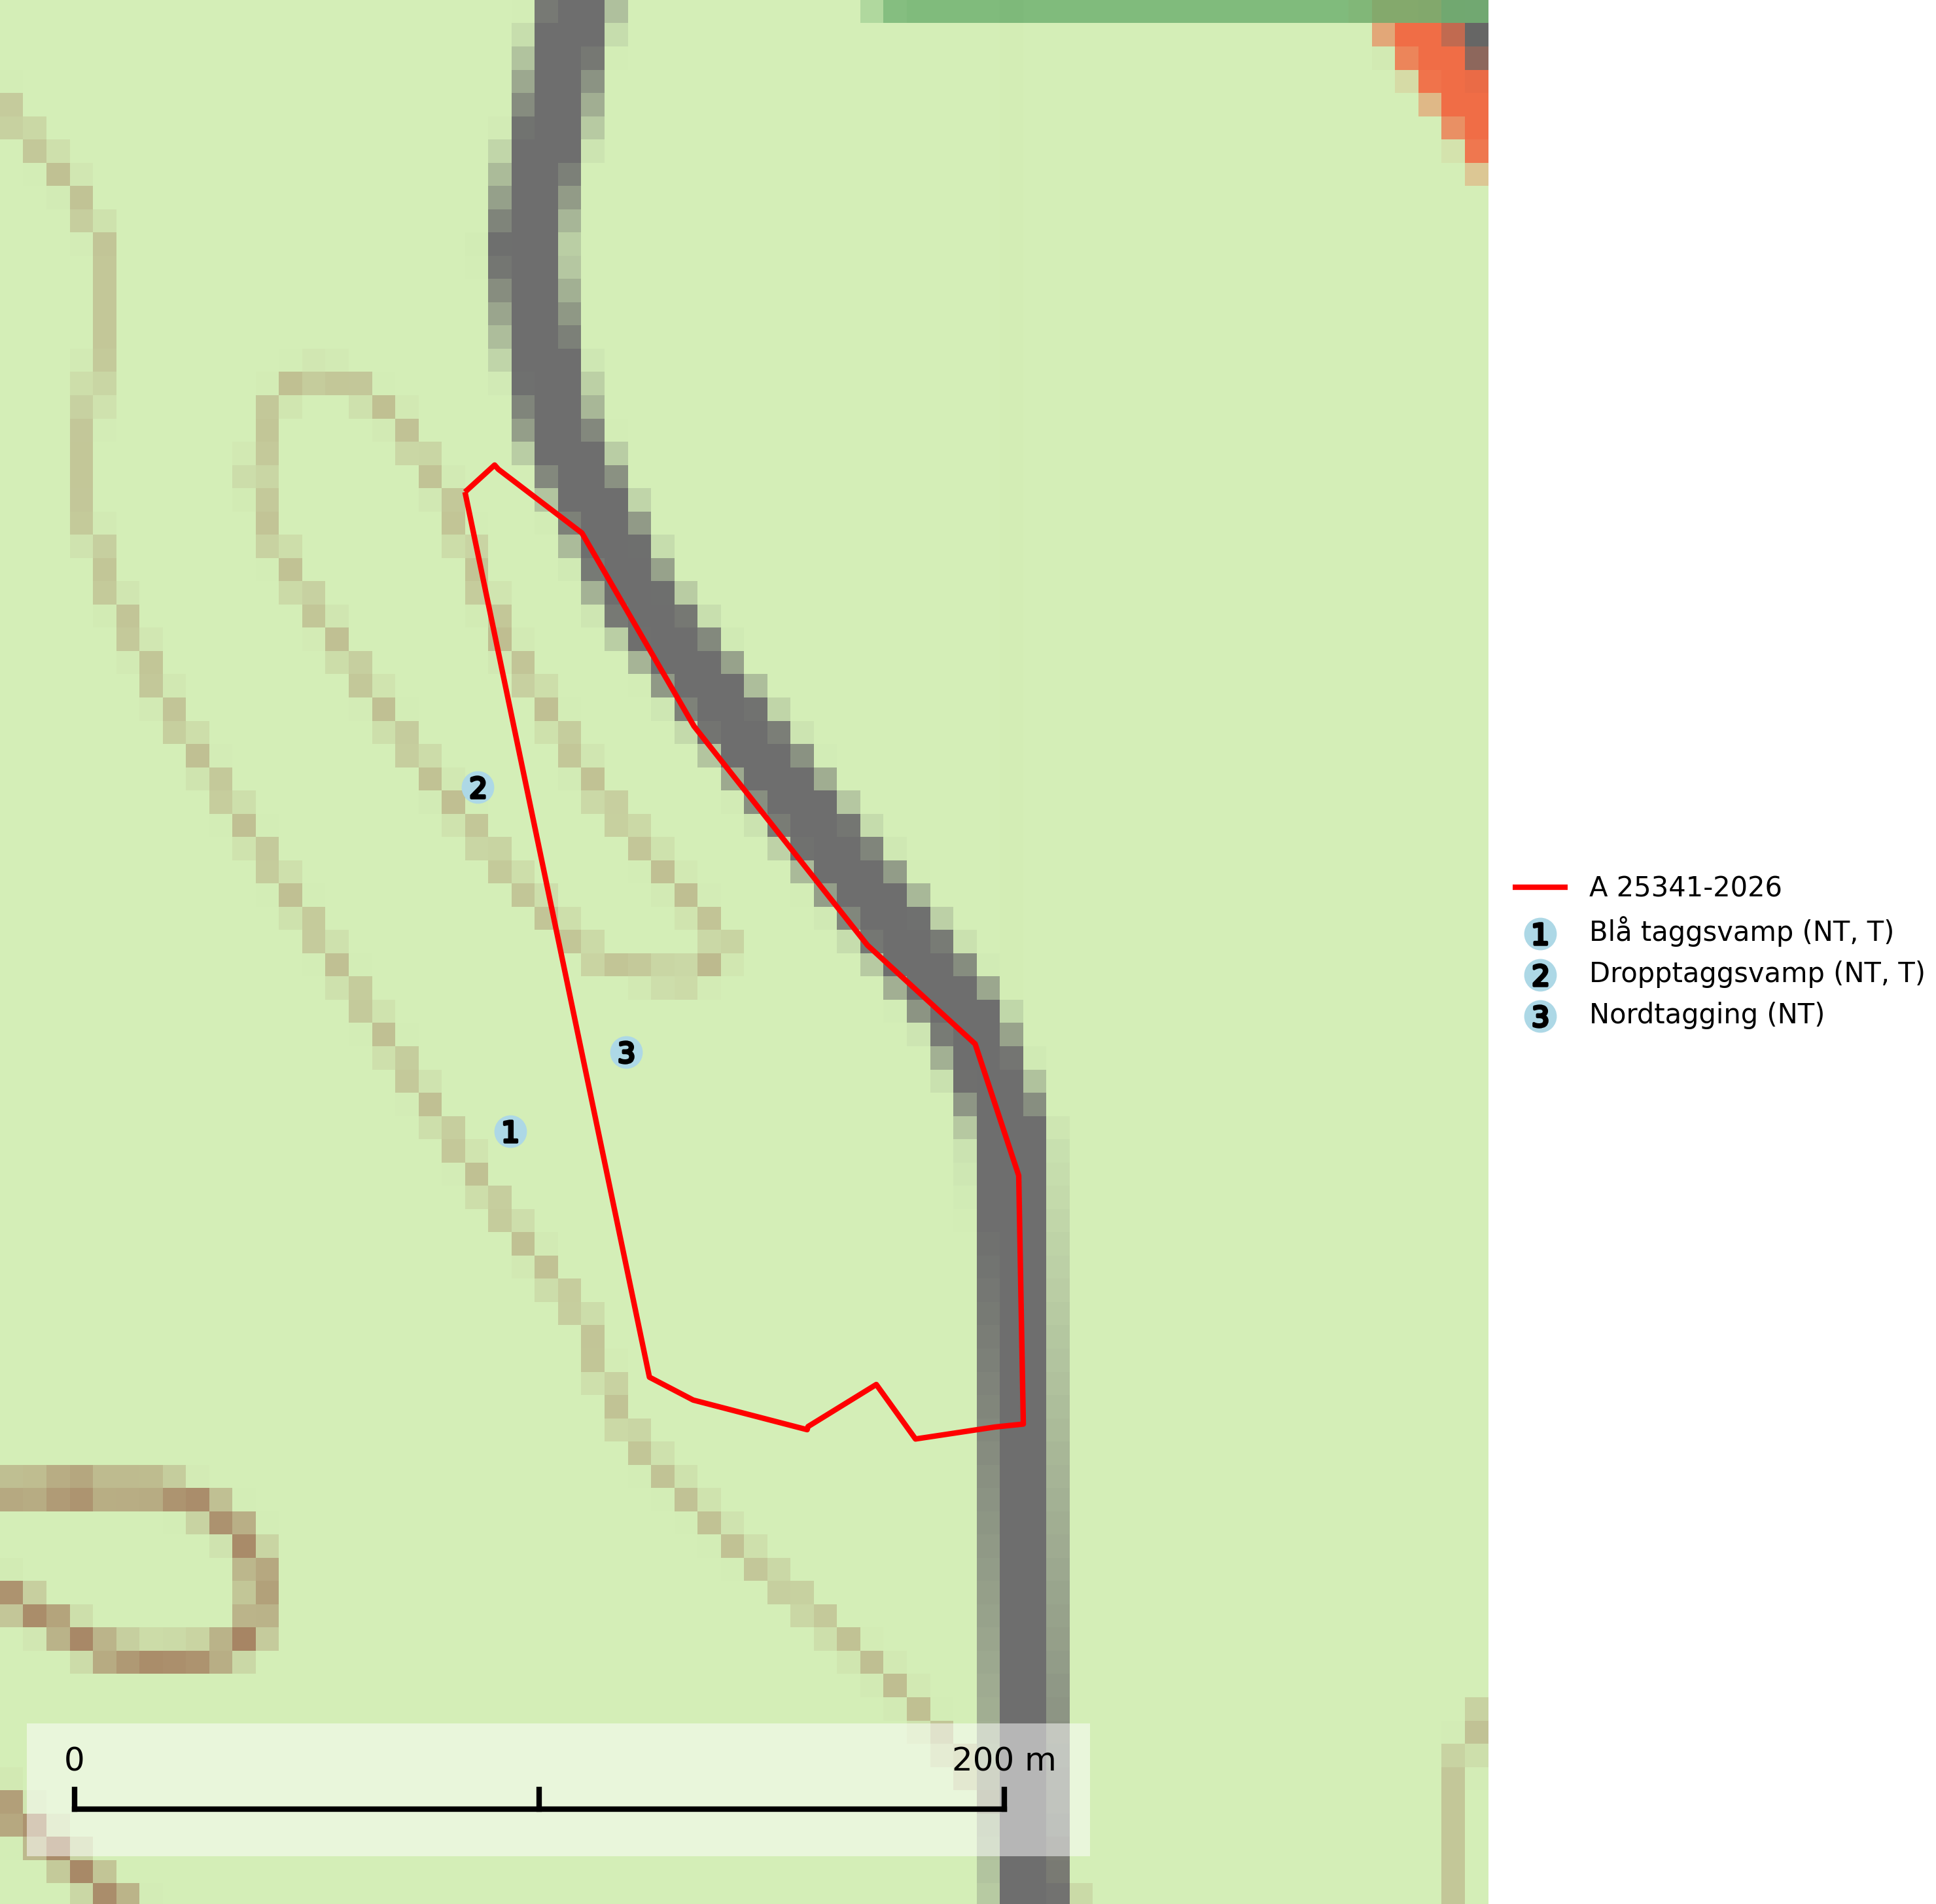 2
3
1
0
200 m
A 25341-2026
1 Blå taggsvamp (NT, T)
2 Dropptaggsvamp (NT, T)
3 Nordtagging (NT)